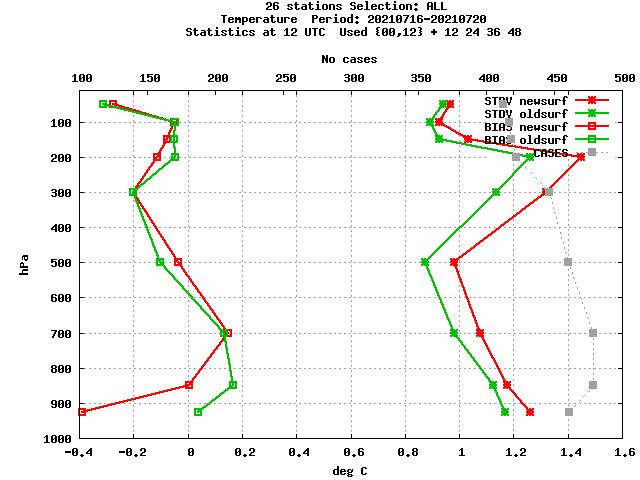 26 stations Selection: ALL
Temperature  Period: 20210716-20210720
Statistics at 12 UTC  Used {00,12} + 12 24 36 48
No cases
100 150 200 250 300 350 400 450 500
STDV newsurf
STDV oldsurf
BIAS newsurf
BIAS oldsurf
CASES
100
200
300
400
500
600
700
800
900
1000
hPa
-0.4 -0.2 0 0.2 0.4 0.6 0.8 1 1.2 1.4 1.6
deg C